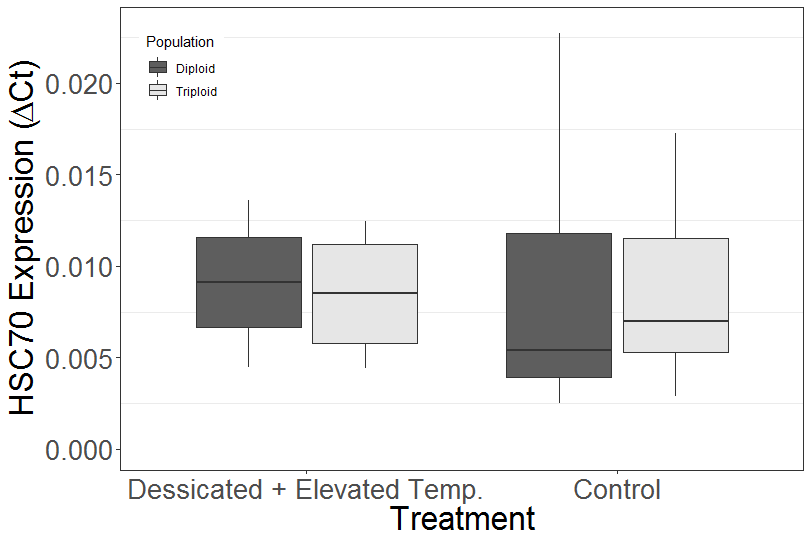 HSC70 Expression (ΔCt)
Population
Diploid
Triploid
0.020
0.015
0.010
0.005
0.000
Dessicated + Elevated Temp.
Control
Treatment